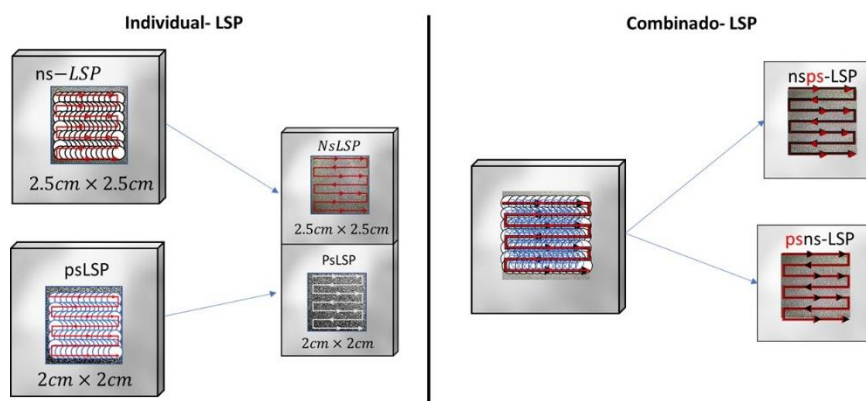 Individual- LSP
ns−LSP
2.5cm × 2.5cm
NsLSP
2.5cm × 2.5cm
psLSP
2cm × 2cm
PsLSP
2cm × 2cm
Combinado- LSP
nsps-LSP
psns-LSP